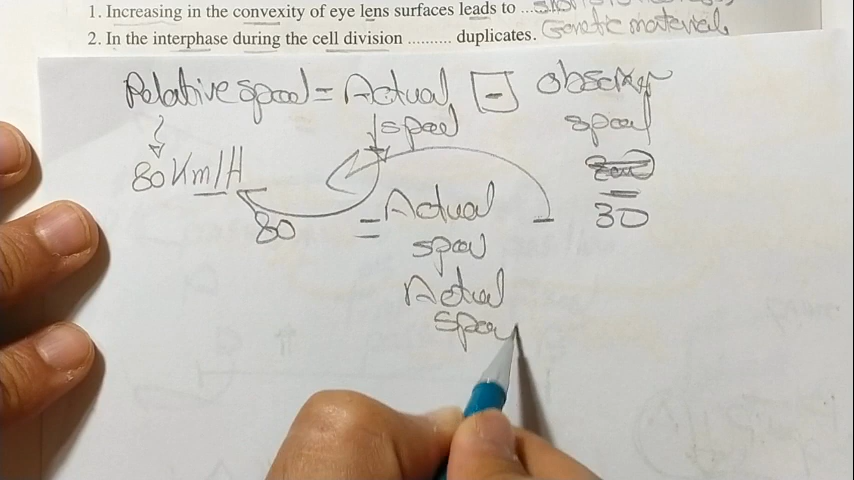 1. Increasing in the convexity of eye lens surfaces leads to ...
2. In the interphase during the cell division .......... duplicates. Genetic material
Relative speed = Actual speed - observer speed
80 Km/H
80 = Actual speed - 30
Actual speed